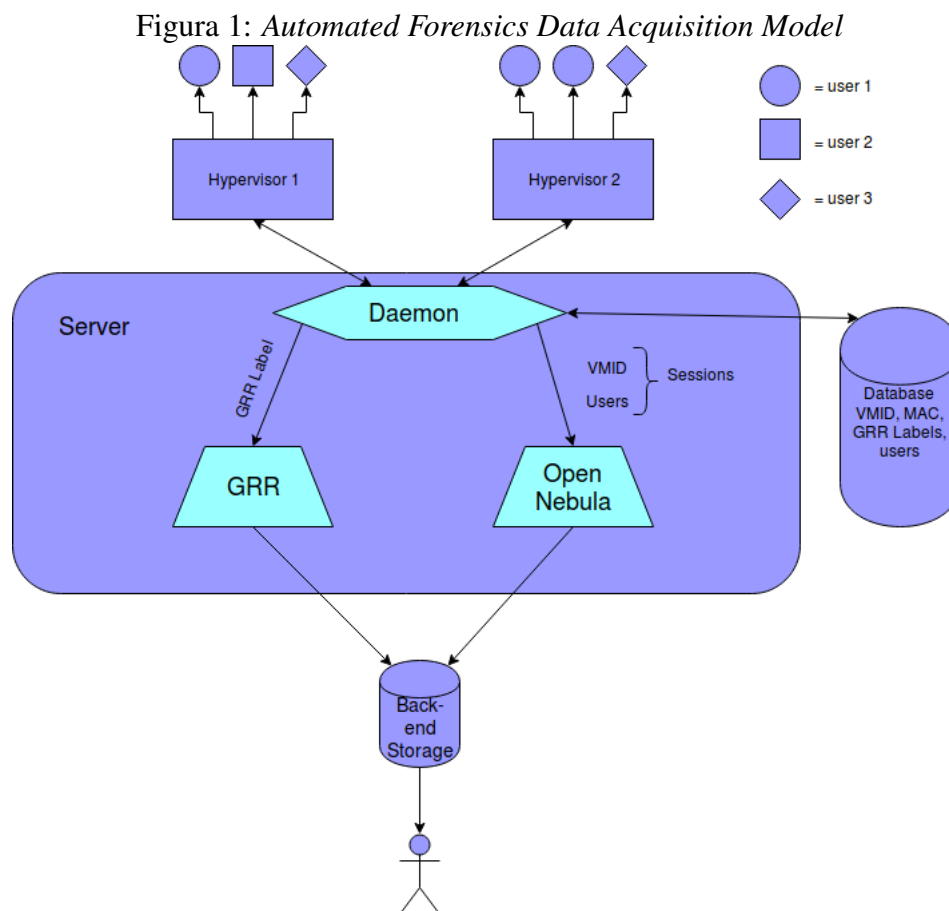 Figura 1: Automated Forensics Data Acquisition Model
= user 1
Hypervisor 1
Hypervisor 2
= user 2
= user 3
Server
Daemon
GRR Label
VMID
Users
Sessions
Database
VMID, MAC,
GRR Labels,
users
GRR
Open
Nebula
Back-
end
Storage